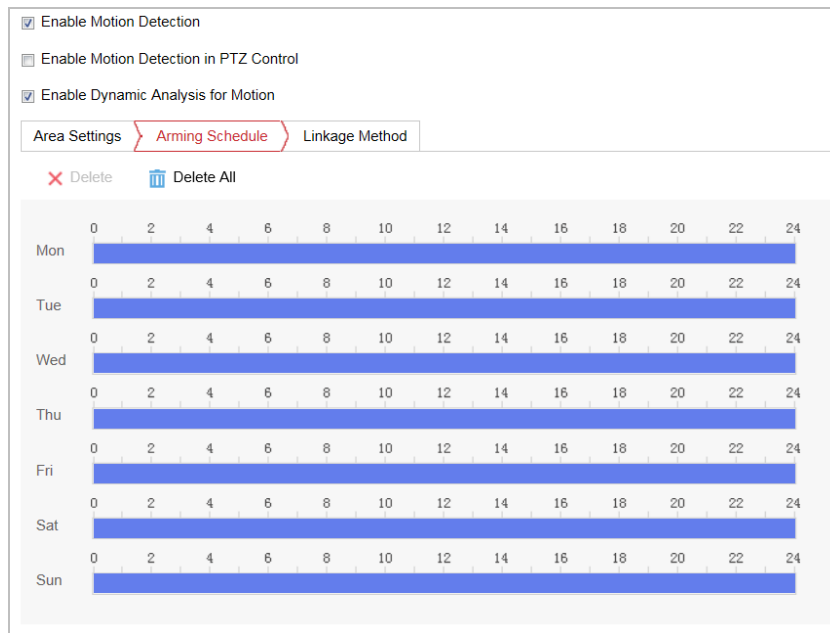 Enable Motion Detection
Enable Motion Detection in PTZ Control
Enable Dynamic Analysis for Motion
Area Settings Arming Schedule Linkage Method
Delete Delete All
0 2 4 6 8 10 12 14 16 18 20 22 24
Mon
0 2 4 6 8 10 12 14 16 18 20 22 24
Tue
0 2 4 6 8 10 12 14 16 18 20 22 24
Wed
0 2 4 6 8 10 12 14 16 18 20 22 24
Thu
0 2 4 6 8 10 12 14 16 18 20 22 24
Fri
0 2 4 6 8 10 12 14 16 18 20 22 24
Sat
0 2 4 6 8 10 12 14 16 18 20 22 24
Sun